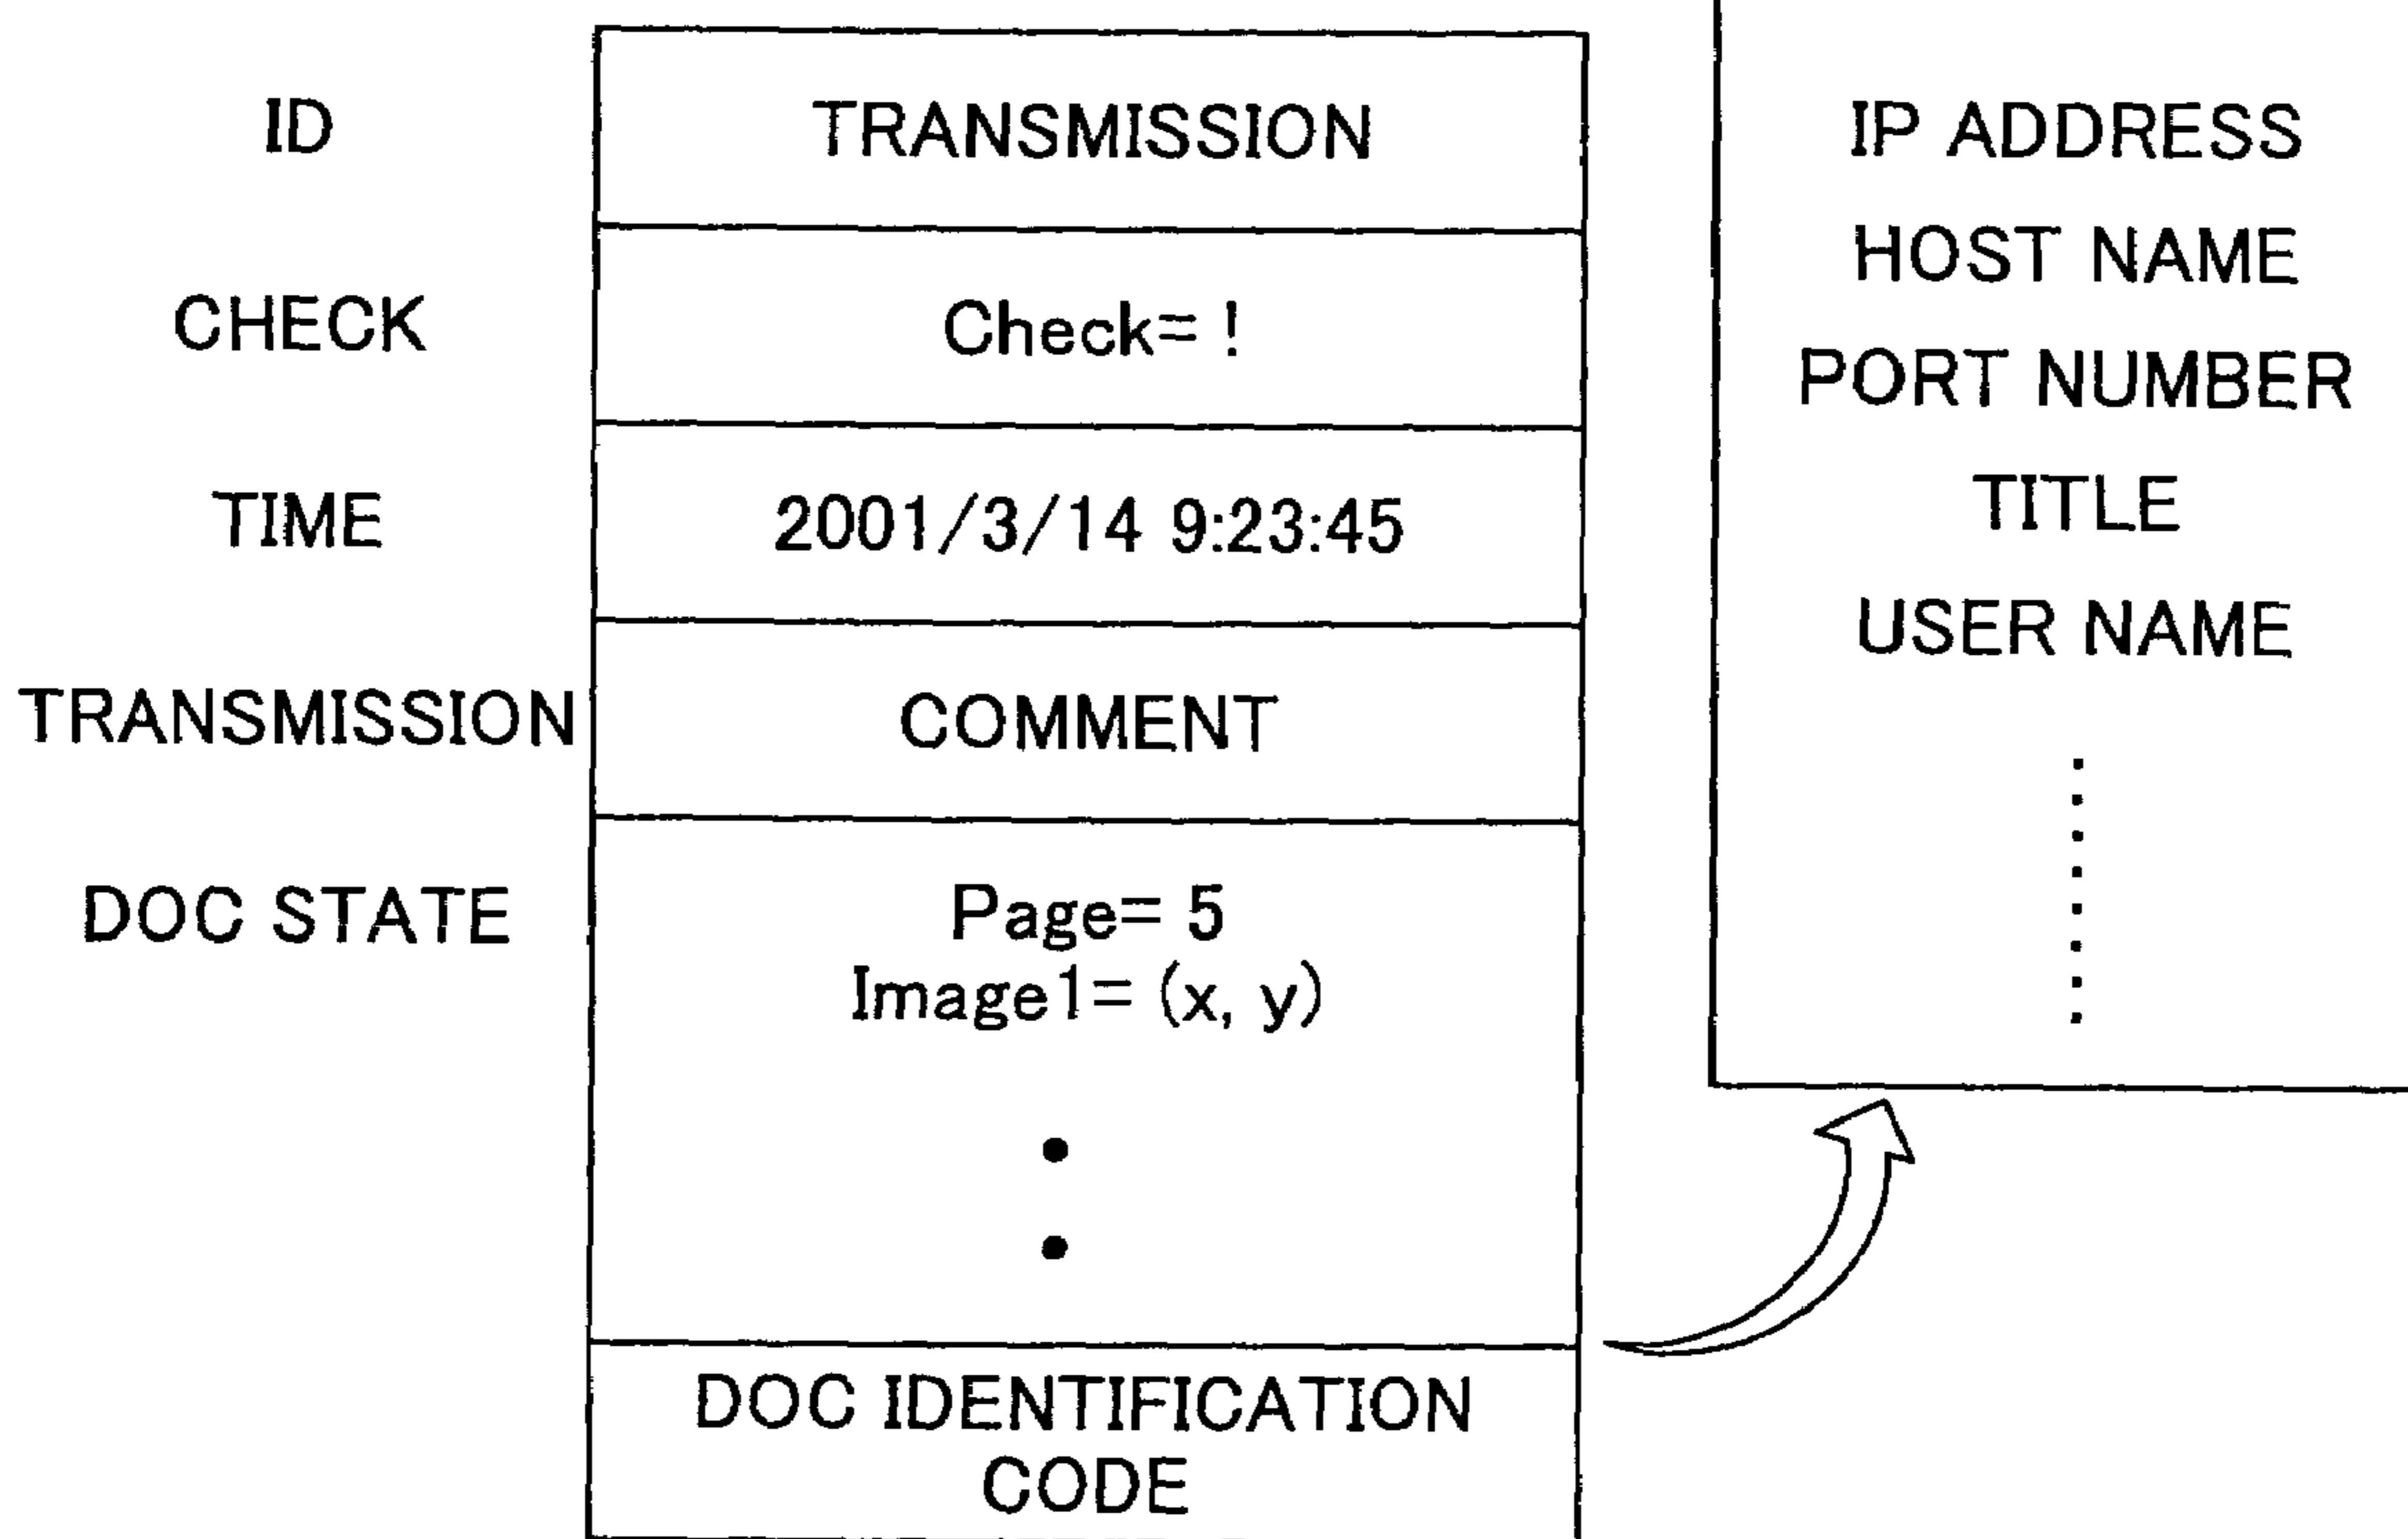 ID
TRANSMISSION
CHECK
Check= !
TIME
2001/3/14 9:23:45
TRANSMISSION
COMMENT
DOC STATE
Page= 5
Image1= (x, y)
DOC IDENTIFICATION
CODE
IP ADDRESS
HOST NAME
PORT NUMBER
TITLE
USER NAME